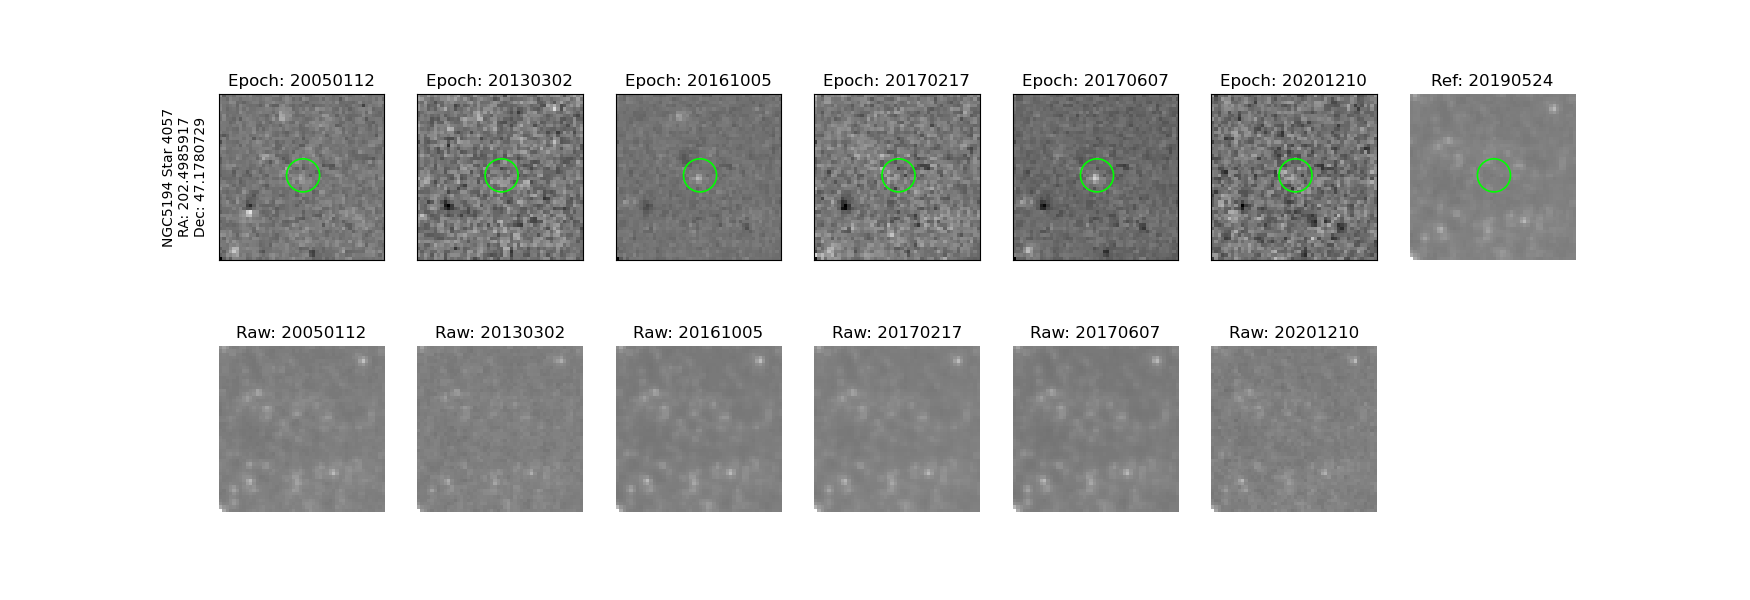 Epoch: 20050112
Epoch: 20130302
Epoch: 20161005
Epoch: 20170217
Epoch: 20170607
Epoch: 20201210
Ref: 20190524
NGC5194 Star 4057
RA: 202.4985917
Dec: 47.1780729
Raw: 20050112
Raw: 20130302
Raw: 20161005
Raw: 20170217
Raw: 20170607
Raw: 20201210